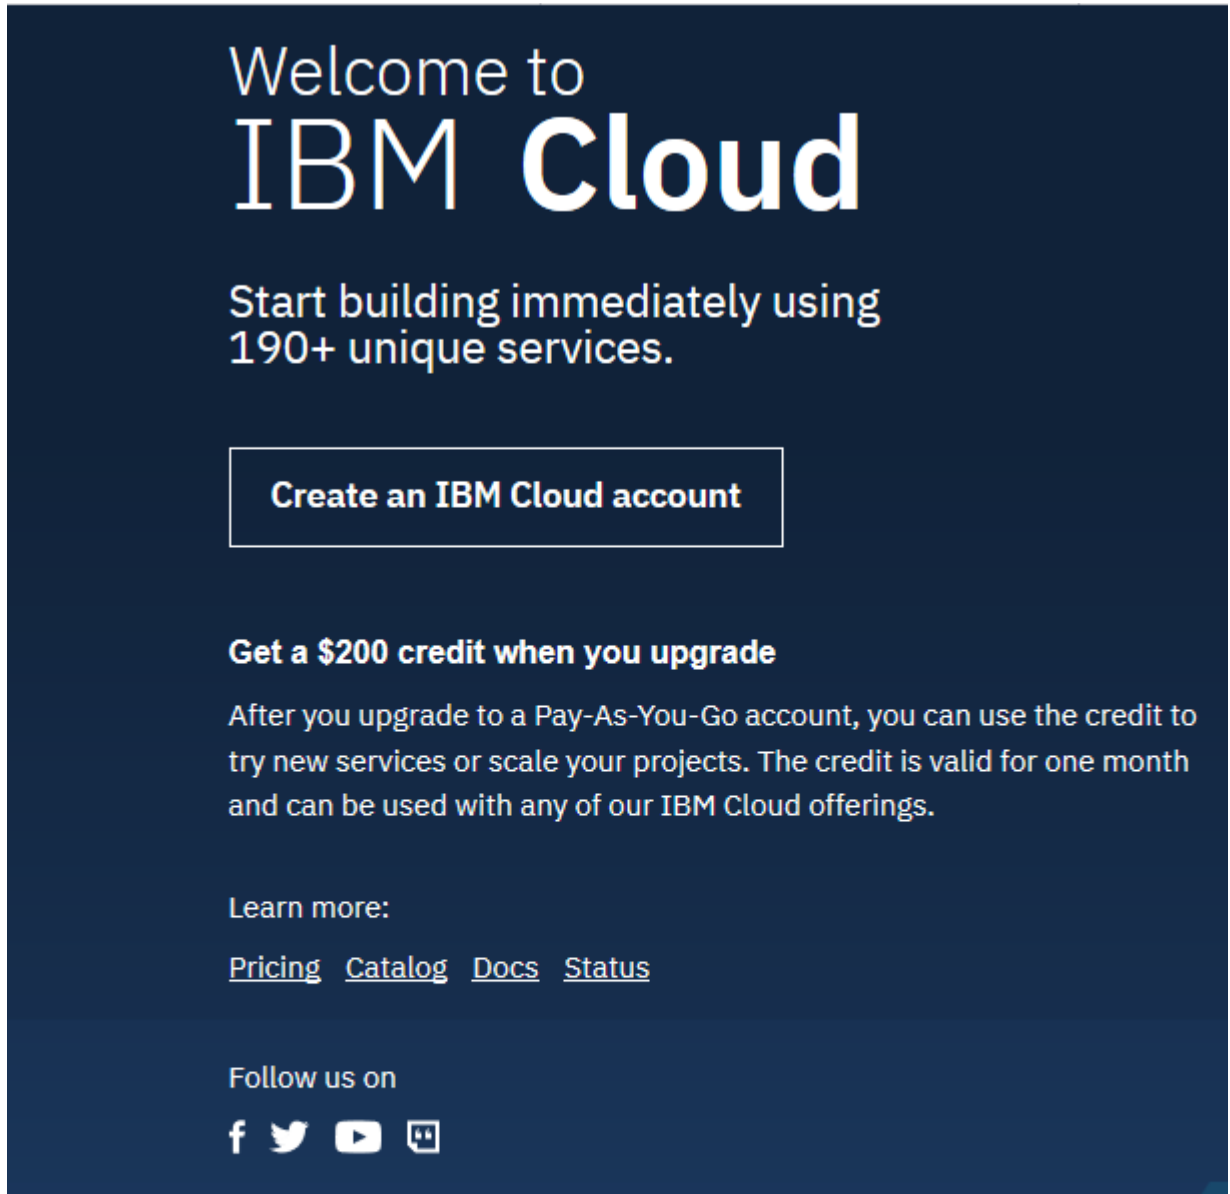 Welcome to
IBM Cloud
Start building immediately using
190+ unique services.
Create an IBM Cloud account
Get a $200 credit when you upgrade
After you upgrade to a Pay-As-You-Go account, you can use the credit to
try new services or scale your projects. The credit is valid for one month
and can be used with any of our IBM Cloud offerings.
Learn more:
Pricing Catalog Docs Status
Follow us on